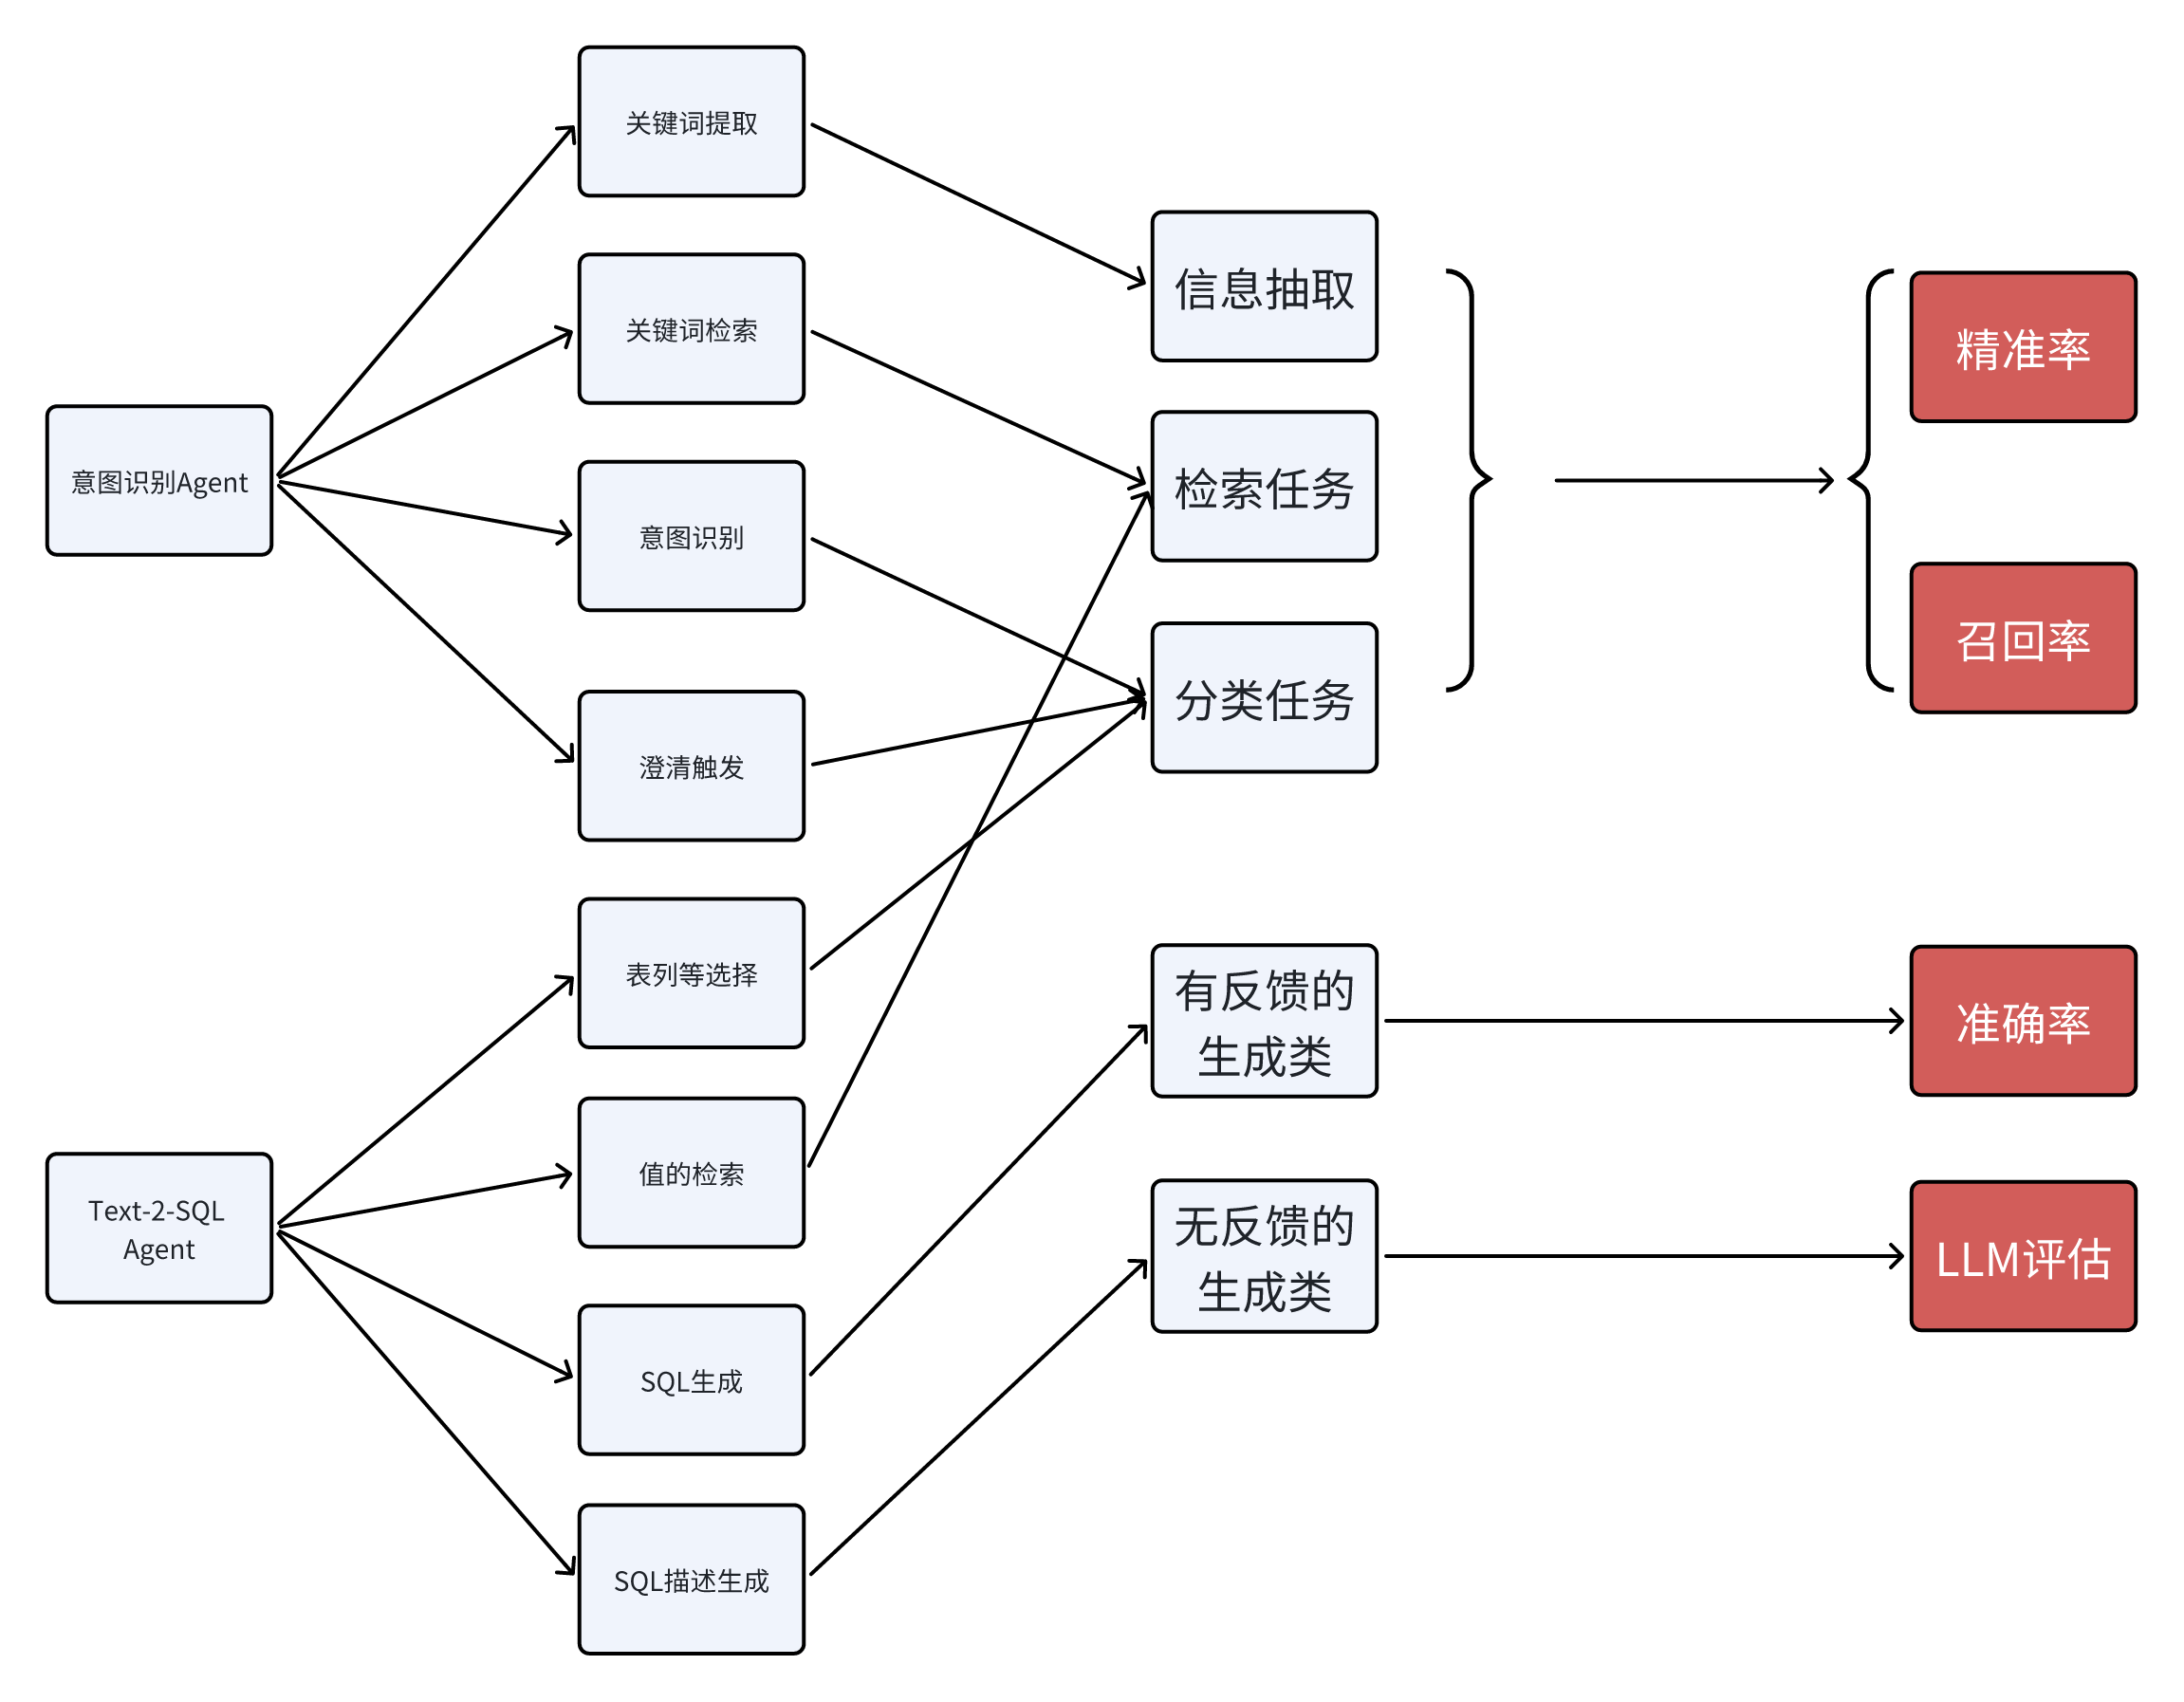 意图识别Agent
Text-2-SQL
Agent
关键词提取
关键词检索
意图识别
澄清触发
表列等选择
值的检索
SQL生成
SQL描述生成
信息抽取
检索任务
分类任务
有反馈的
生成类
无反馈的
生成类
精准率
召回率
准确率
LLM评估